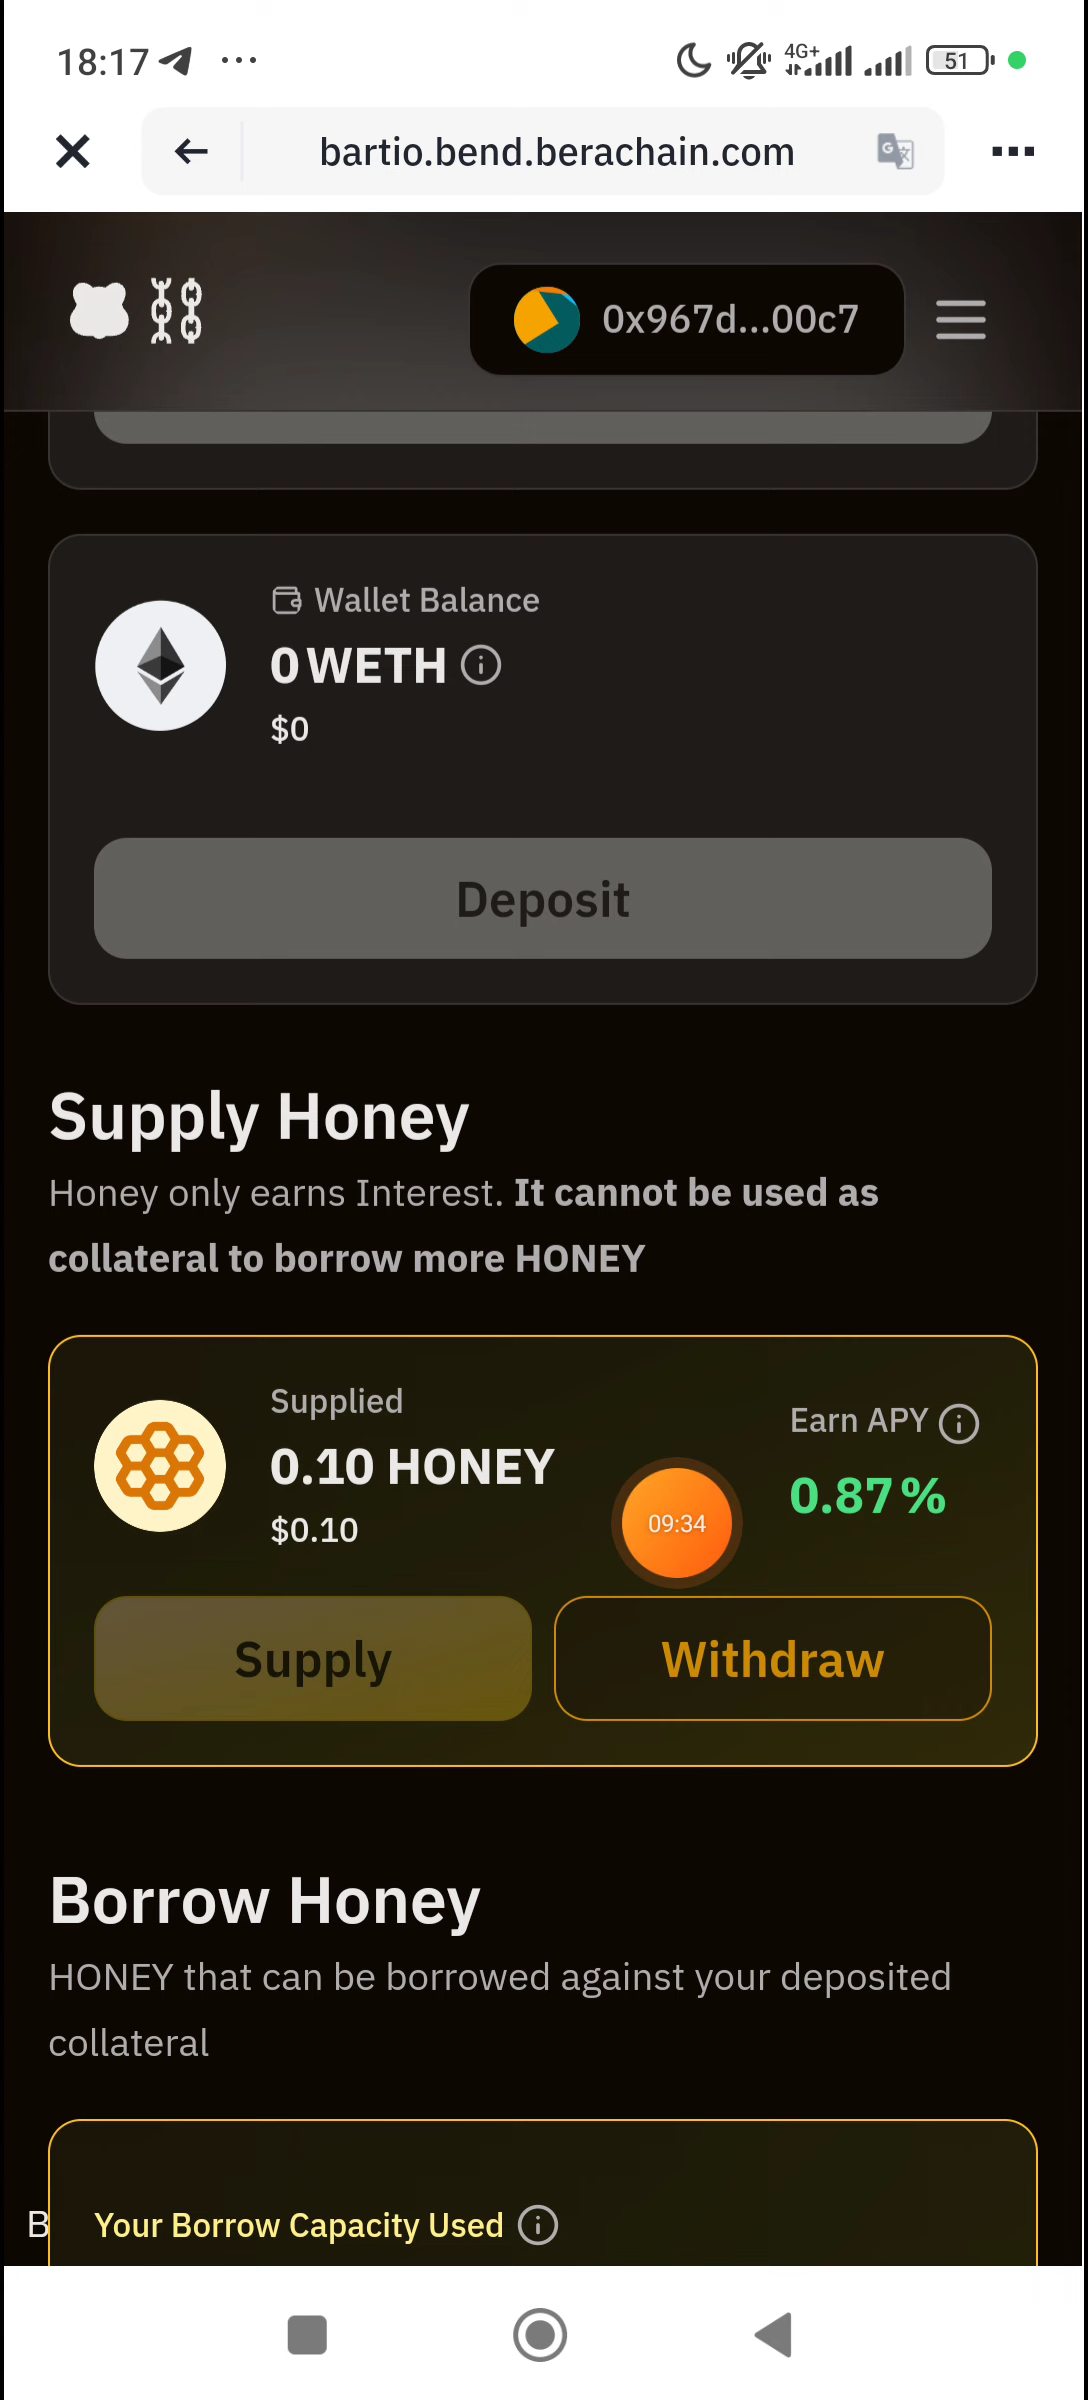 18:17
4G+
51
bartio.bend.berachain.com
0x967d...00c7
Wallet Balance
0 WETH
$0
Deposit
Supply Honey
Honey only earns Interest. It cannot be used as
collateral to borrow more HONEY
Supplied
0.10 HONEY
$0.10
Earn APY
0.87%
09:34
Supply
Withdraw
Borrow Honey
HONEY that can be borrowed against your deposited
collateral
B
Your Borrow Capacity Used